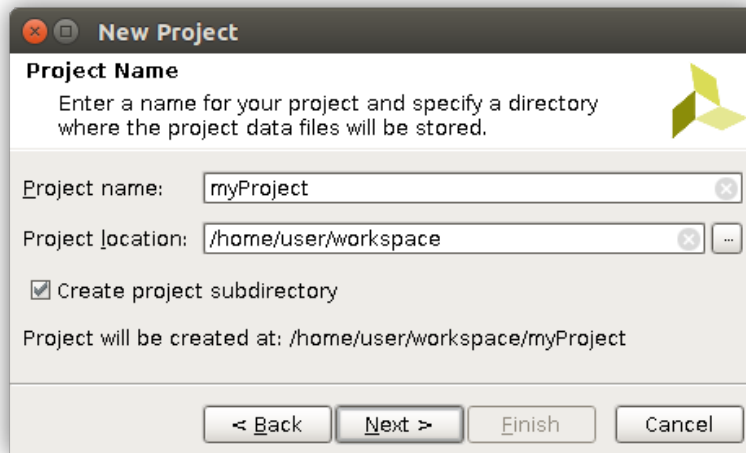 New Project
Project Name
Enter a name for your project and specify a directory
where the project data files will be stored.
Project name: myProject
Project location: /home/user/workspace ...
Create project subdirectory
Project will be created at: /home/user/workspace/myProject
< Back Next > Finish Cancel